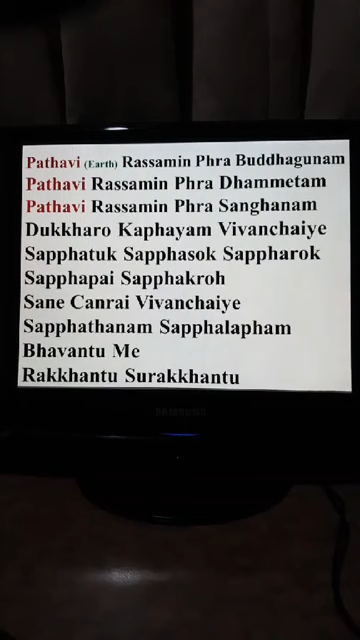 Pathavi (Earth) Rassamin Phra Buddhagunam
Pathavi Rassamin Phra Dhammetam
Pathavi Rassamin Phra Sanghanam
Dukkharo Kaphayam Vivanchaiye
Sapphatuk Sapphasok Sappharok
Sapphapai Sapphakroh
Sane Canrai Vivanchaiye
Sapphathanam Sapphalapham
Bhavantu Me
Rakkhantu Surakkhantu
SAMSUNG